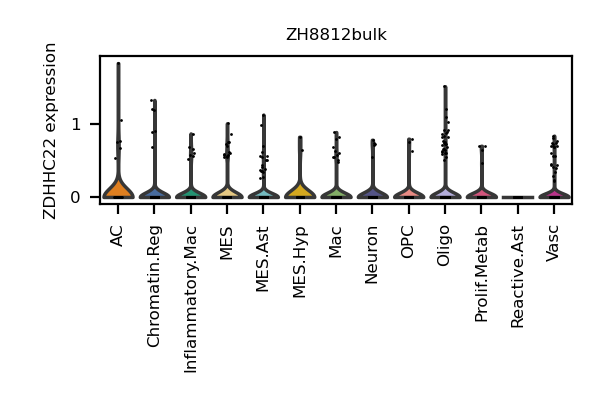 ZH8812bulk
ZDHHC22 expression
1
0
AC
Chromatin.Reg
Inflammatory.Mac
MES
MES.Ast
MES.Hyp
Mac
Neuron
OPC
Oligo
Prolif.Metab
Reactive.Ast
Vasc